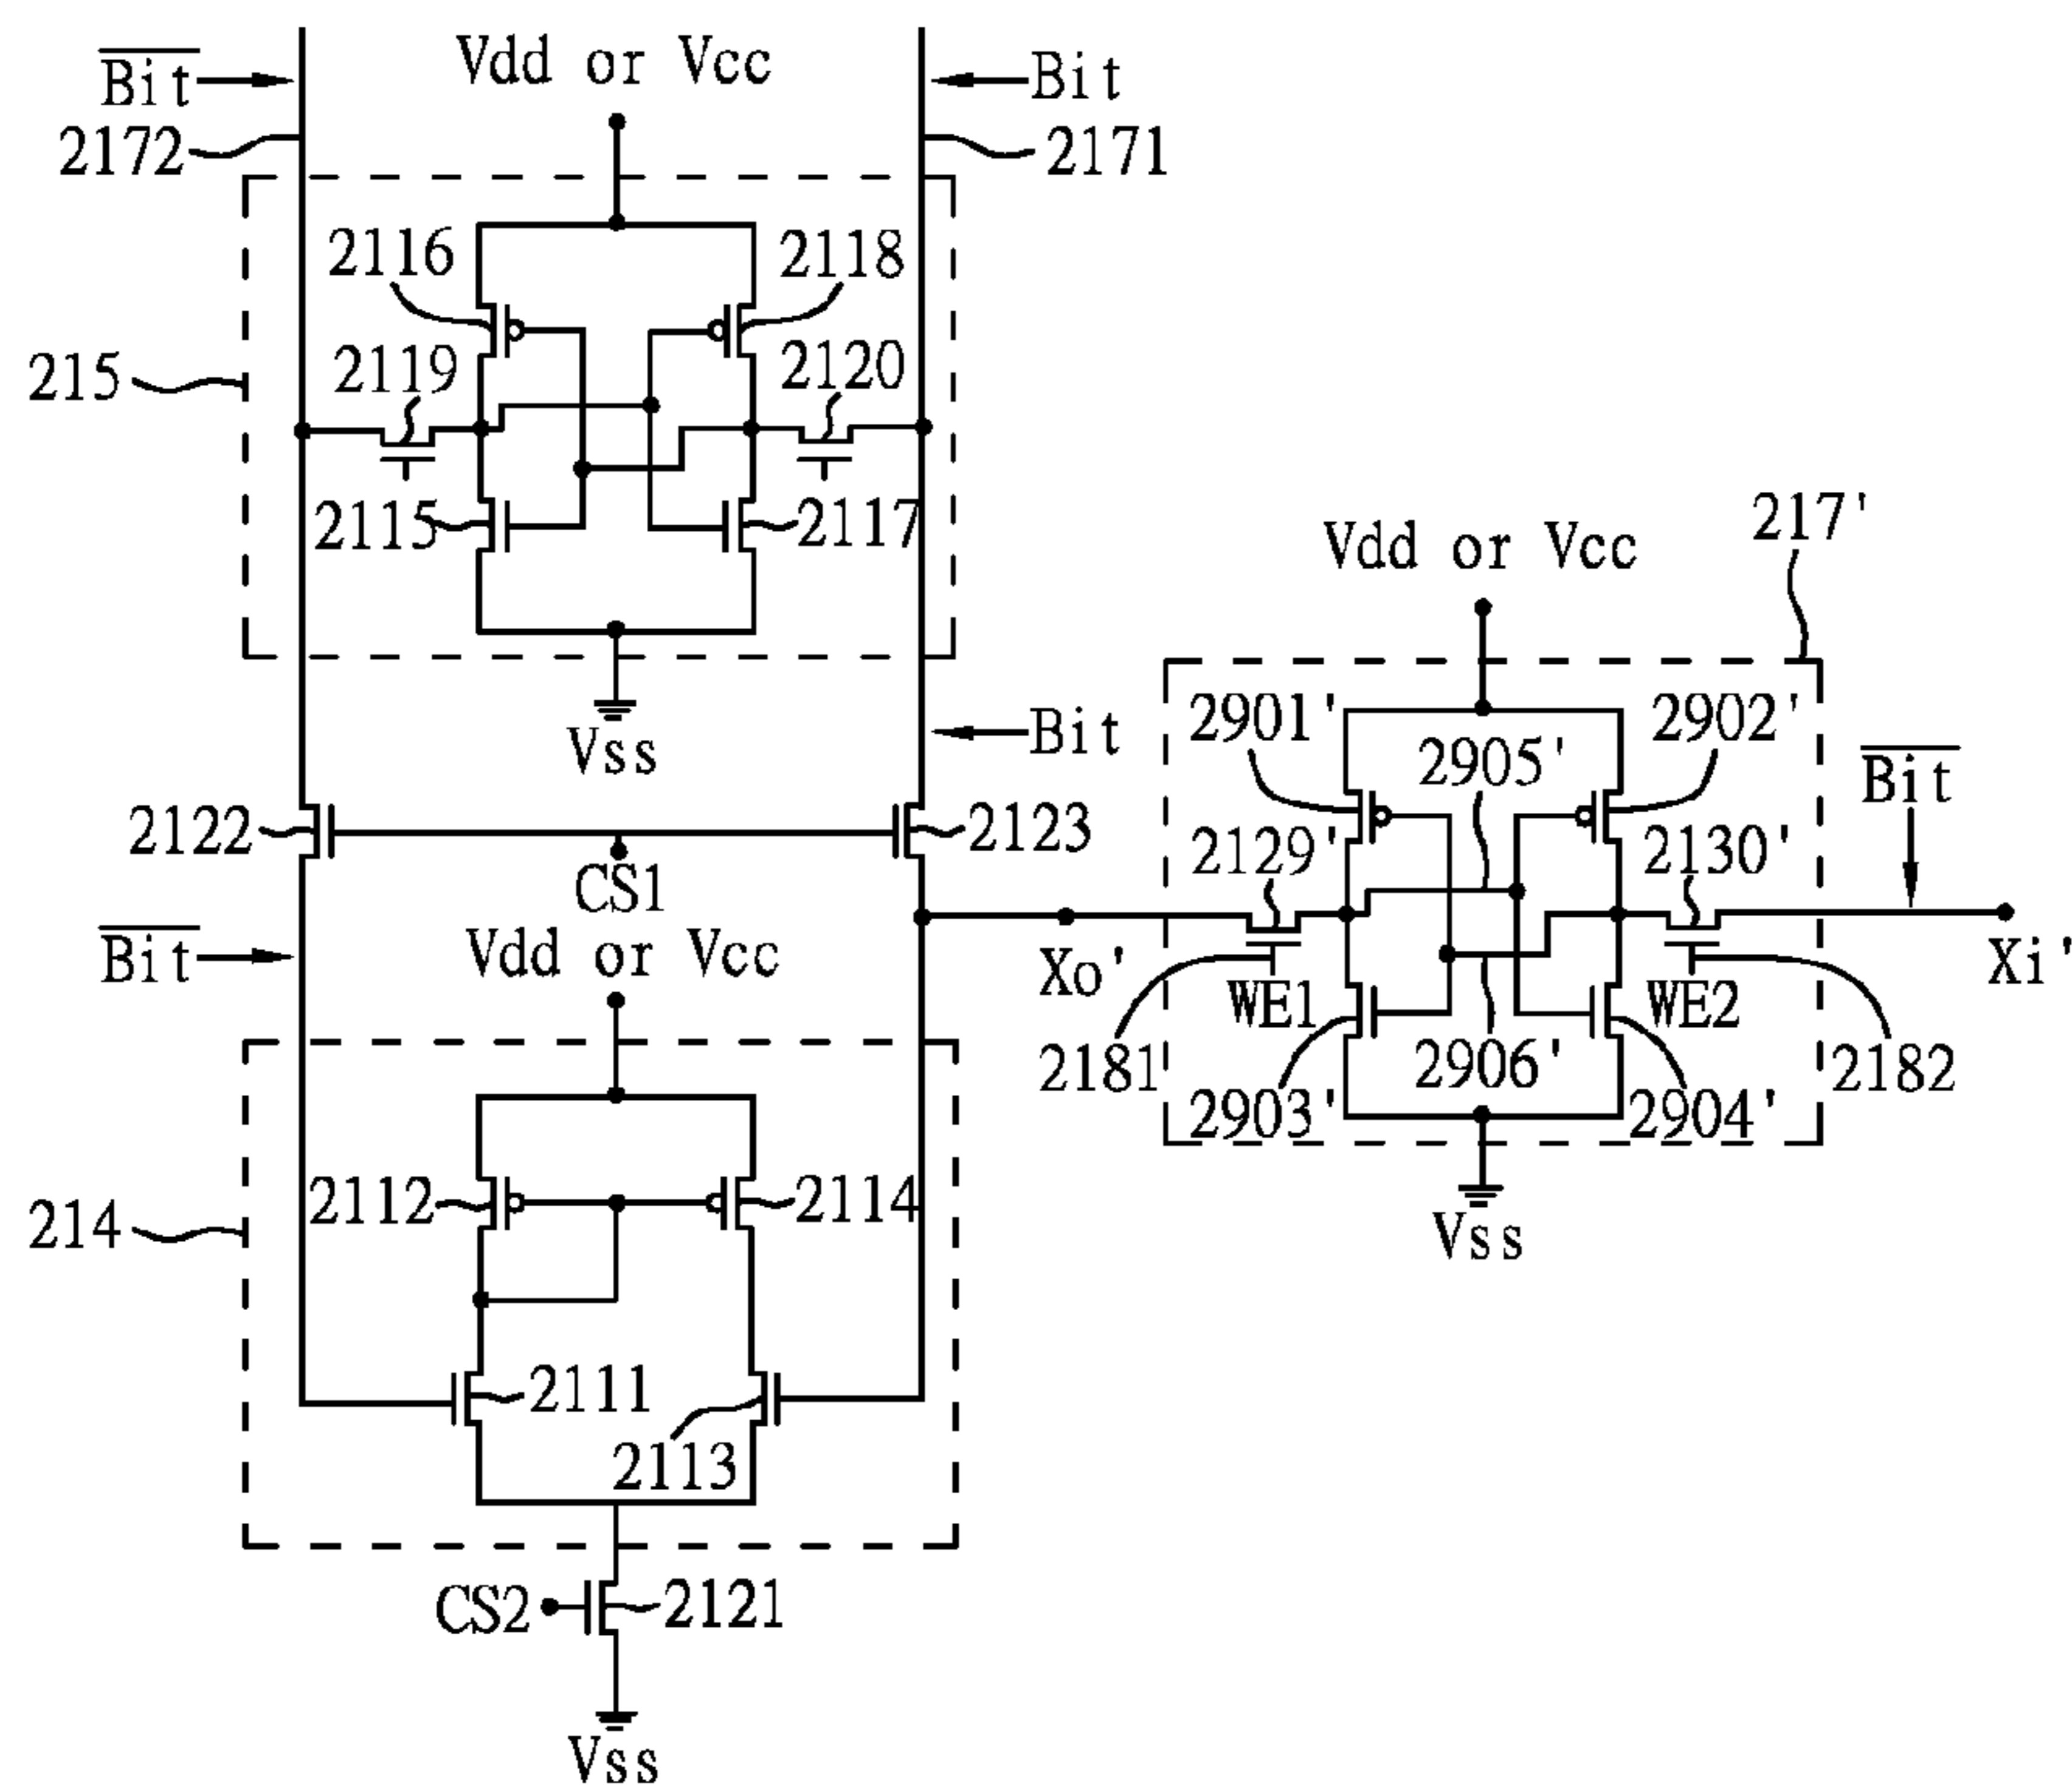 Bit
Vdd or Vcc
Bit
2172
2171
2116
2118
2119
2120
215
2115
2117
217'
Vdd or Vcc
Vss
Bit
2901'
2905'
2902'
Bit
2122
2123
2129'
2130'
CS1
Bit
Vdd or Vcc
Xo'
WE1
WE2
Xi'
2181
2906'
2182
2903'
2904'
2112
2114
214
Vss
2111
2113
CS2
2121
Vss